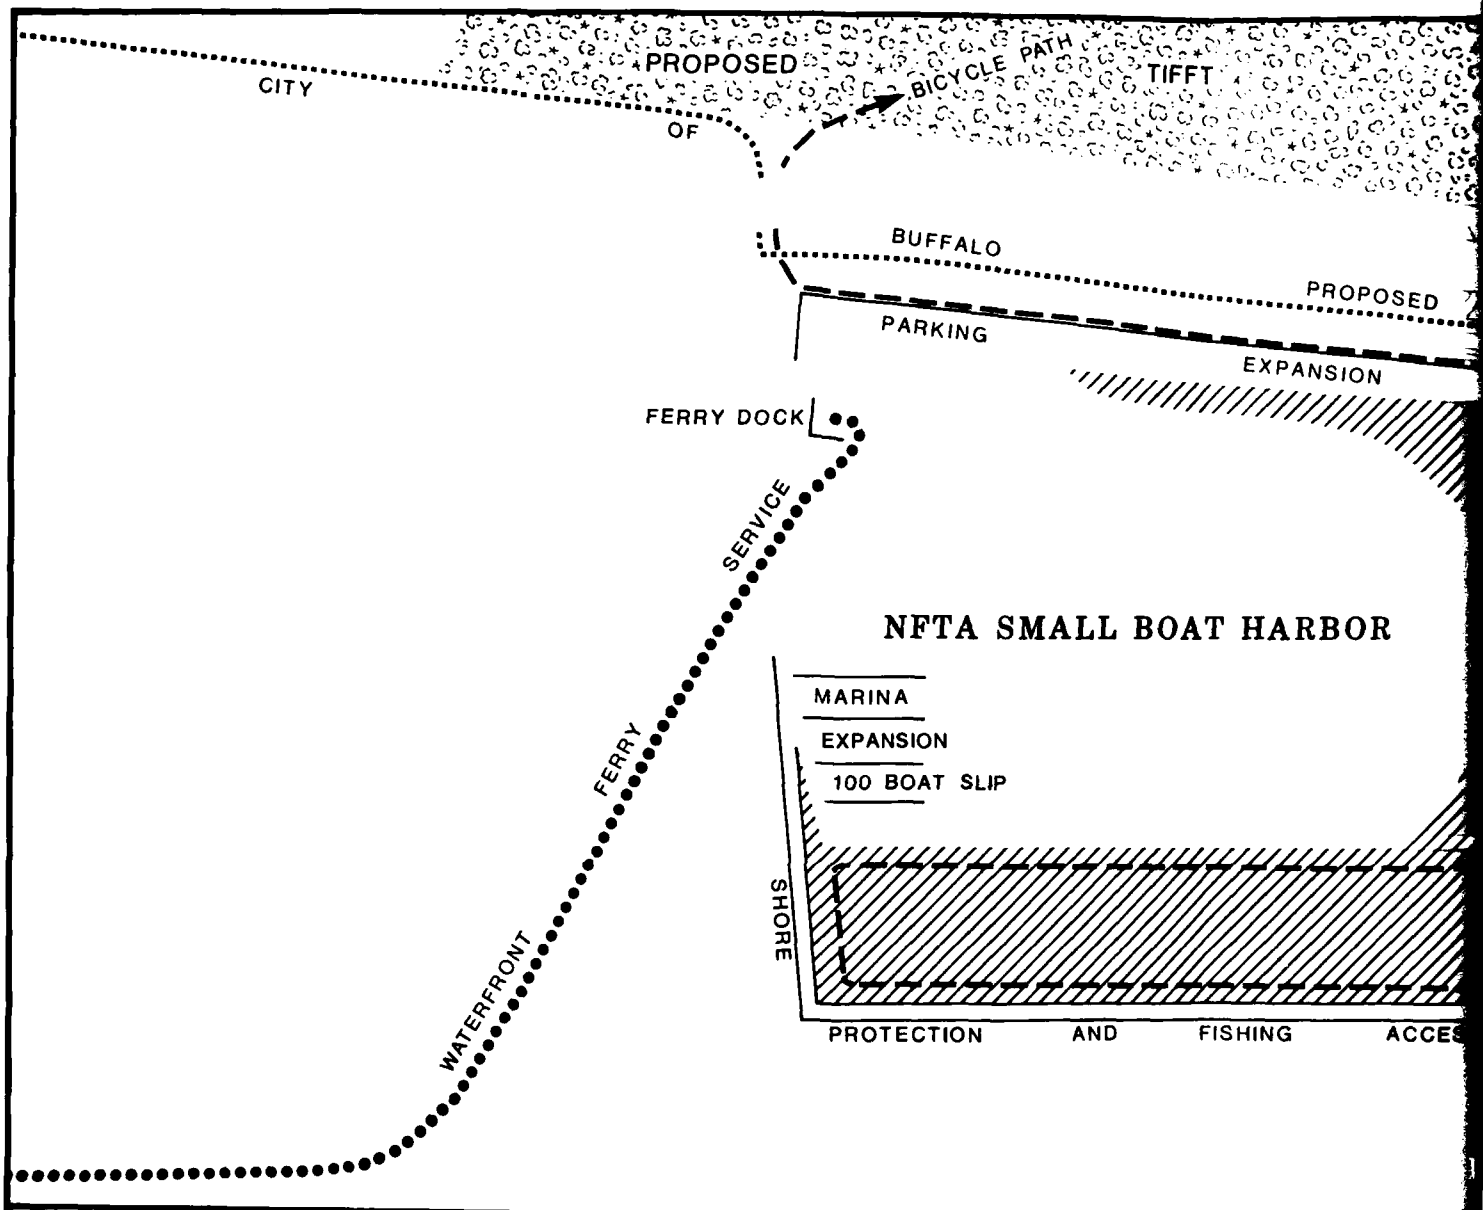 PROPOSED
BICYCLE PATH
TIFFT
CITY
OF
BUFFALO
PROPOSED
PARKING
EXPANSION
FERRY DOCK
SERVICE
FERRY
WATERFRONT
NFTA SMALL BOAT HARBOR
MARINA
EXPANSION
100 BOAT SLIP
SHORE
PROTECTION AND FISHING ACCES